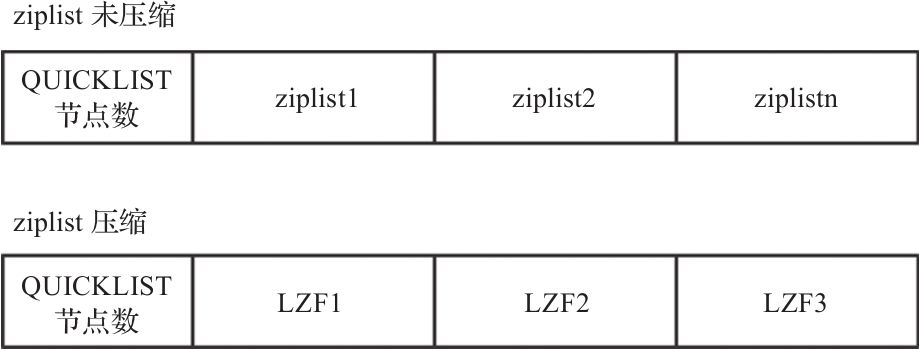 ziplist 未压缩
QUICKLIST
节点数
ziplist1
ziplist2
ziplistn
ziplist 压缩
QUICKLIST
节点数
LZF1
LZF2
LZF3